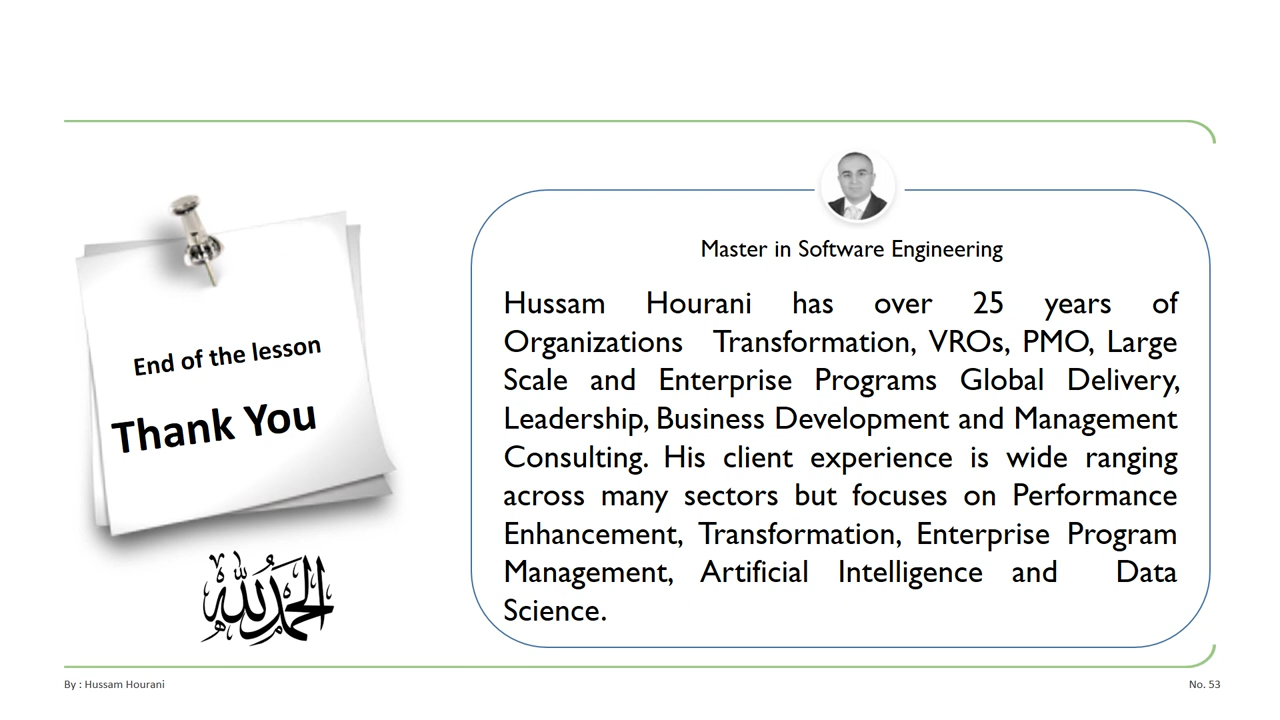 End of the lesson
Thank You
الحمد لله
Master in Software Engineering
Hussam Hourani has over 25 years of
Organizations Transformation, VROs, PMO, Large
Scale and Enterprise Programs Global Delivery,
Leadership, Business Development and Management
Consulting. His client experience is wide ranging
across many sectors but focuses on Performance
Enhancement, Transformation, Enterprise Program
Management, Artificial Intelligence and Data
Science.
By : Hussam Hourani
No. 53